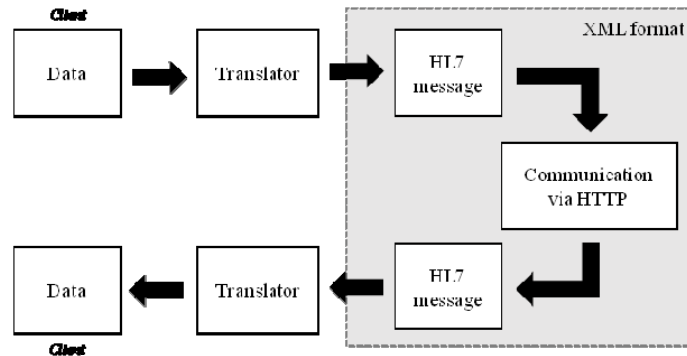 Client
XML format
Data
Translator
HL7
message
Communication
via HTTP
Data
Translator
HL7
message
Client